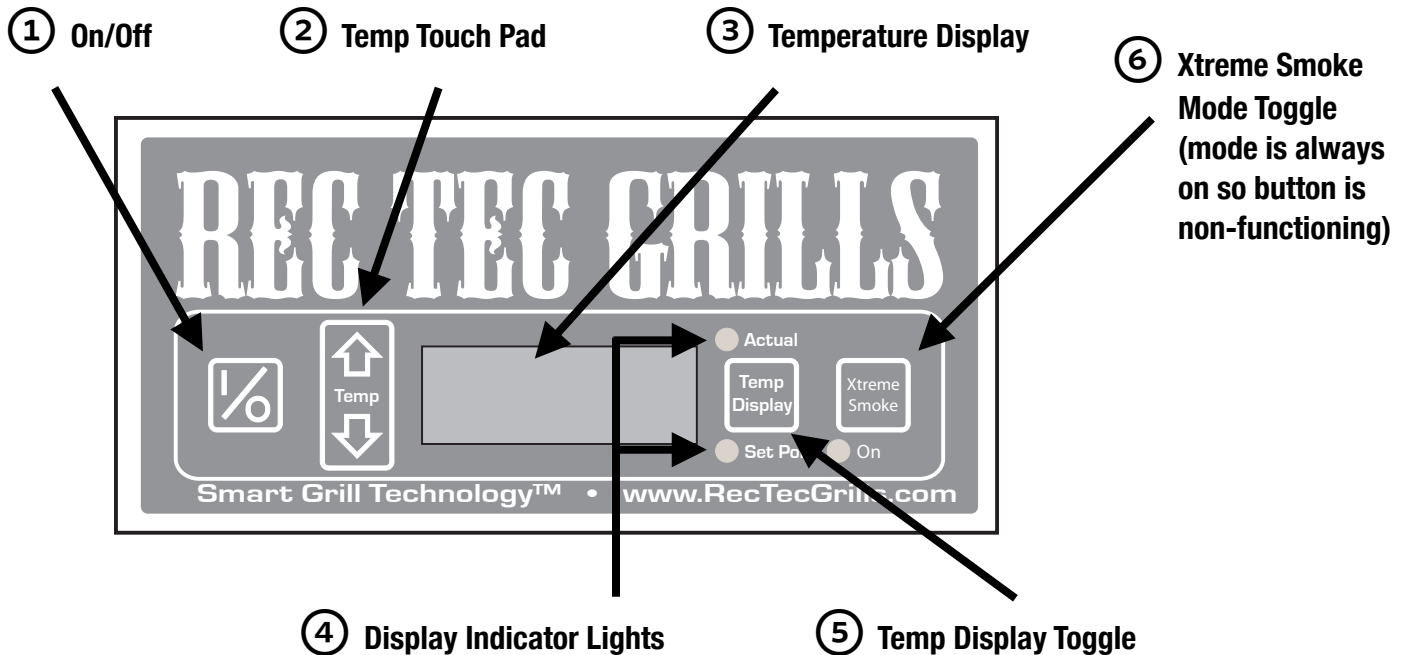 ① On/Off
② Temp Touch Pad
③ Temperature Display
⑥ Xtreme Smoke
Mode Toggle
(mode is always
on so button is
non-functioning)
REC TEC GRILLS
I/O
Temp
Actual
Temp
Display
Set Po
Xtreme
Smoke
On
Smart Grill Technology™ • www.RecTecGrills.com
④ Display Indicator Lights
⑤ Temp Display Toggle